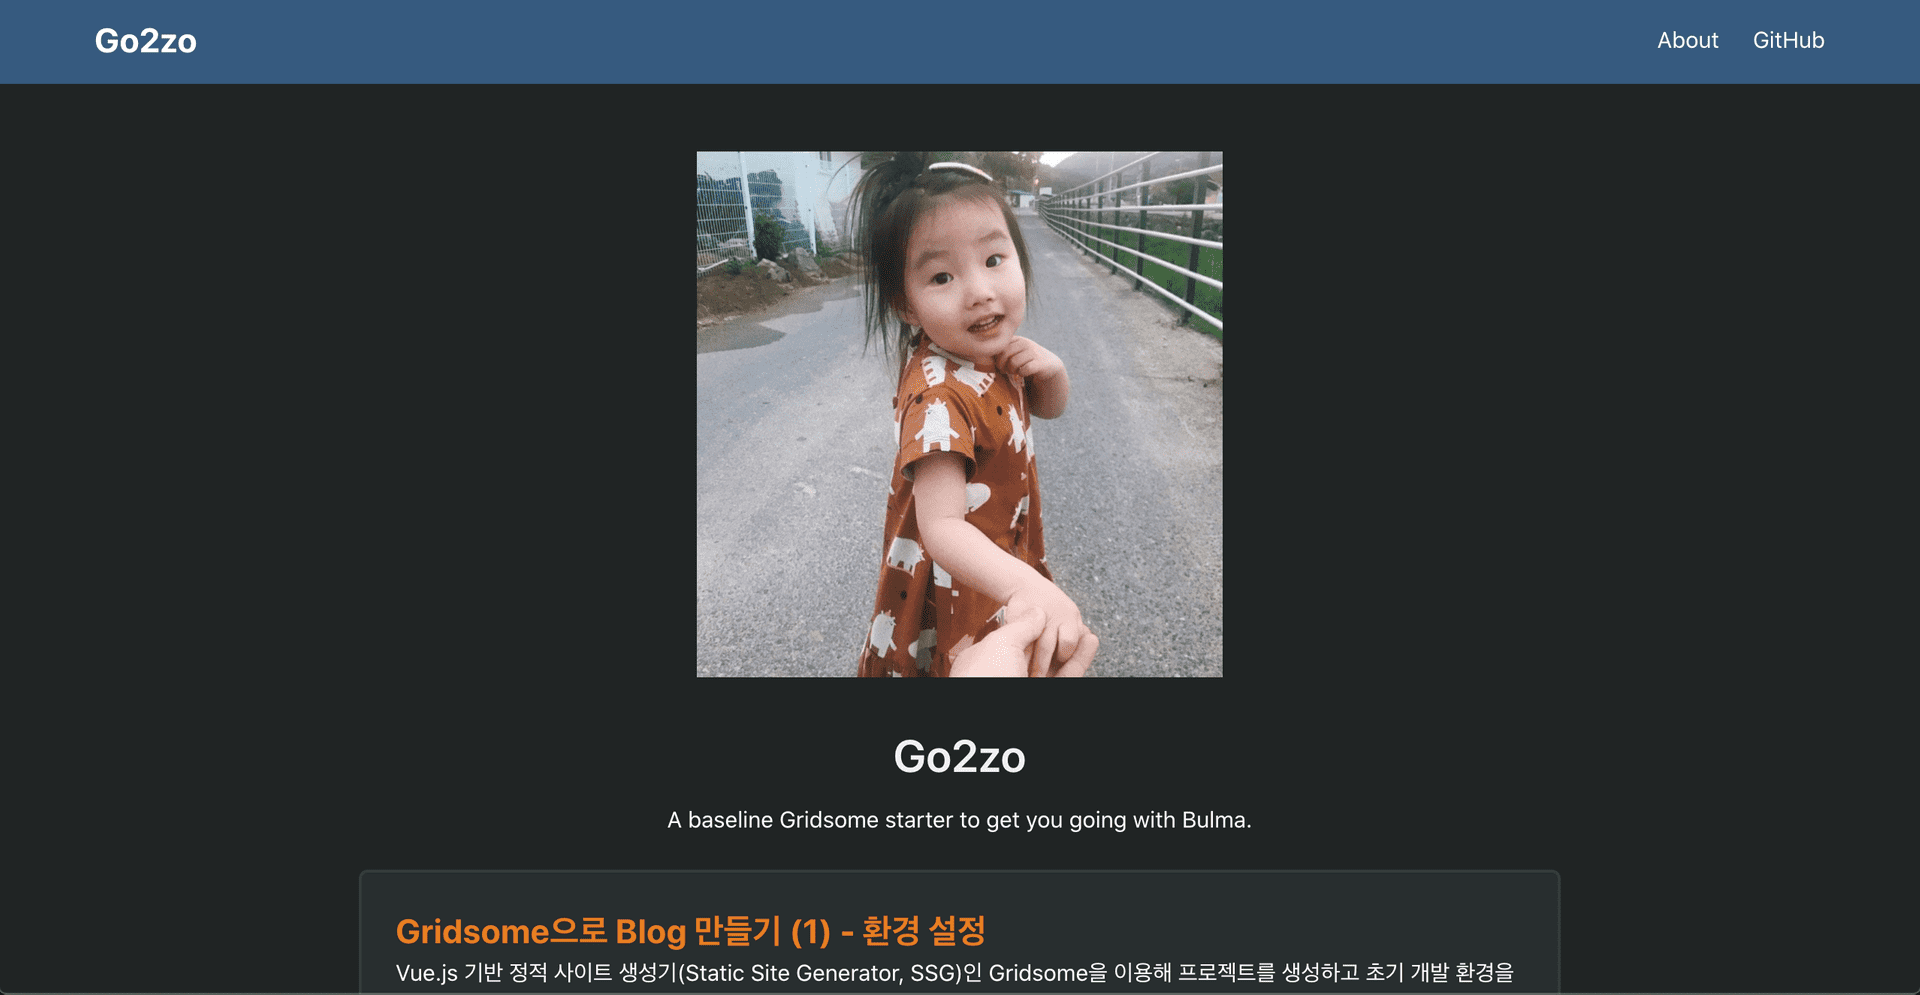 Go2zo
About GitHub
Go2zo
A baseline Gridsome starter to get you going with Bulma.
Gridsome으로 Blog 만들기 (1) - 환경 설정
Vue.js 기반 정적 사이트 생성기(Static Site Generator, SSG)인 Gridsome을 이용해 프로젝트를 생성하고 초기 개발 환경을